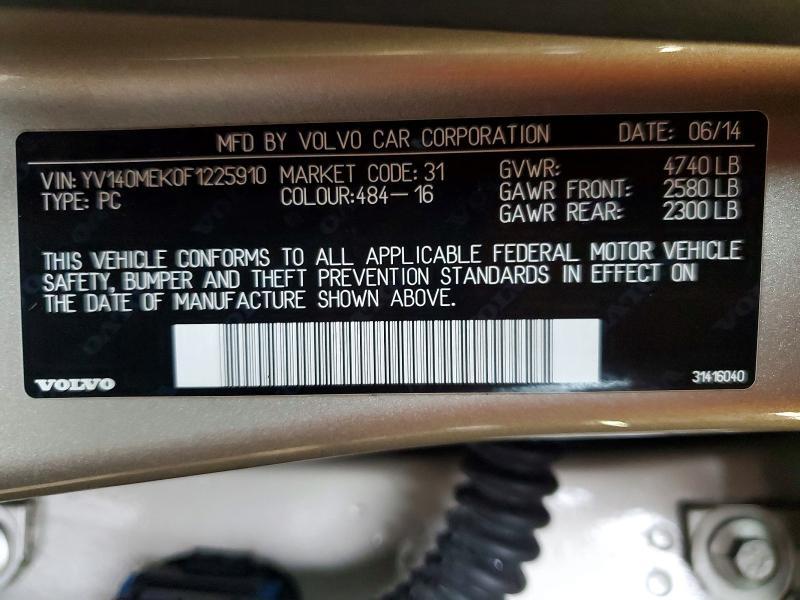 MFD BY VOLVO CAR CORPORATION DATE: 06/14
VIN: YV140MEK0F1225910 MARKET CODE: 31 GVWR: 4740 LB
TYPE: PC COLOUR:484-16 GAWR FRONT: 2580 LB
GAWR REAR: 2300 LB
THIS VEHICLE CONFORMS TO ALL APPLICABLE FEDERAL MOTOR VEHICLE
SAFETY, BUMPER AND THEFT PREVENTION STANDARDS IN EFFECT ON
THE DATE OF MANUFACTURE SHOWN ABOVE.
VOLVO 31416040